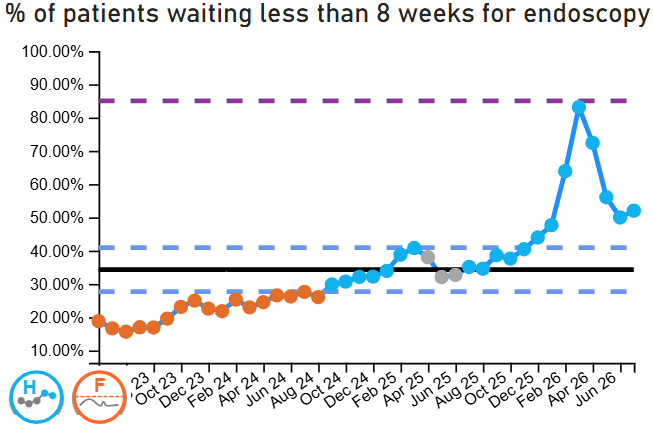 % of patients waiting less than 8 weeks for endoscopy
100.00%
90.00%
80.00%
70.00%
60.00%
50.00%
40.00%
30.00%
20.00%
10.00%
23
Oct 23
Dec 23
Feb 24
Apr 24
Jun 24
Aug 24
Oct 24
Dec 24
Feb 25
Apr 25
Jun 25
Aug 25
Oct 25
Dec 25
Feb 26
Apr 26
Jun 26
H
F